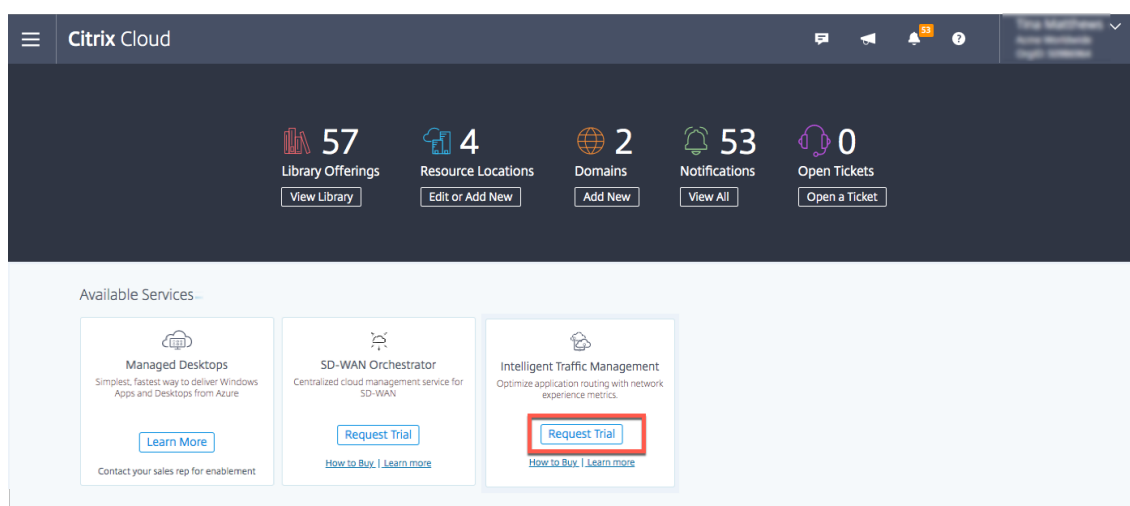 Citrix Cloud
53
57
Library Offerings
View Library
4
Resource Locations
Edit or Add New
2
Domains
Add New
53
Notifications
View All
0
Open Tickets
Open a Ticket
Available Services
Managed Desktops
Simplest, fastest way to deliver Windows
Apps and Desktops from Azure
Learn More
Contact your sales rep for enablement
SD-WAN Orchestrator
Centralized cloud management service for
SD-WAN
Request Trial
How to Buy | Learn more
Intelligent Traffic Management
Optimize application routing with network
experience metrics.
Request Trial
How to Buy | Learn more